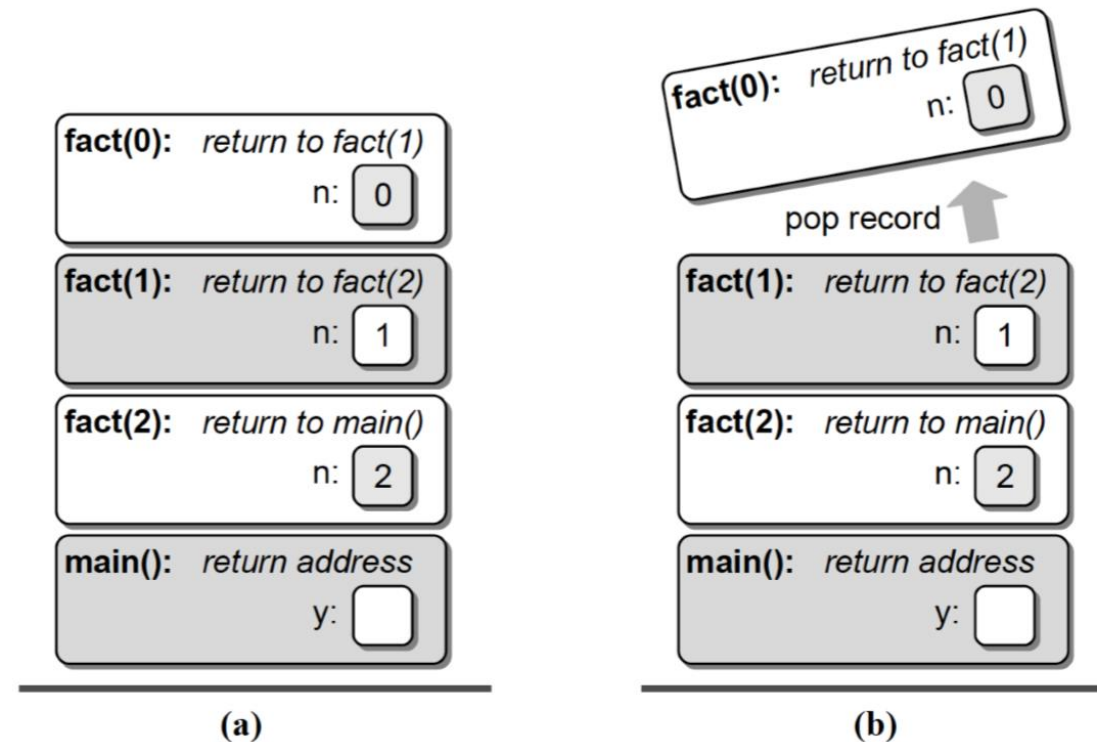 fact(0): return to fact(1)
n: 0
fact(1): return to fact(2)
n: 1
fact(2): return to main()
n: 2
main(): return address
y:
(a)
fact(0): return to fact(1)
n: 0
pop record
fact(1): return to fact(2)
n: 1
fact(2): return to main()
n: 2
main(): return address
y:
(b)